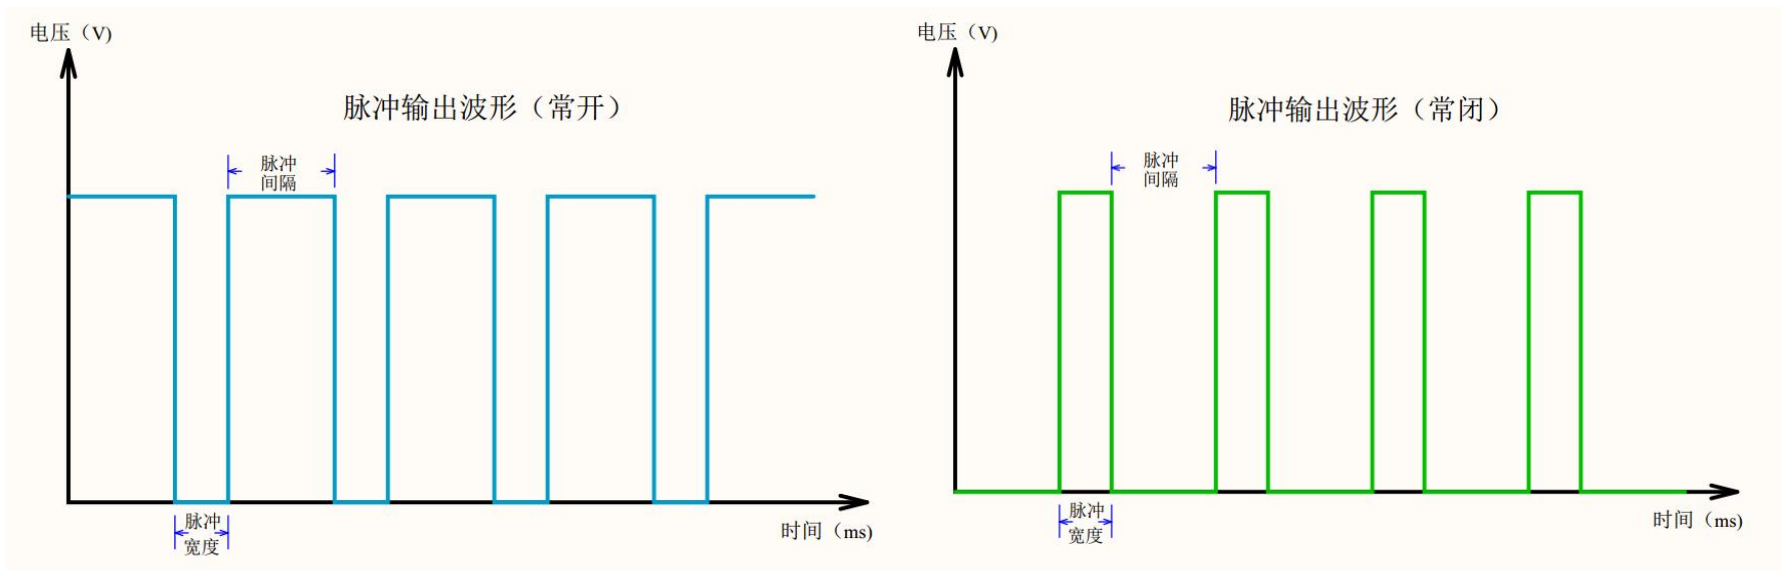 电压（V）
脉冲输出波形（常开）
脉冲
间隔
脉冲
宽度
时间（ms）
电压（V）
脉冲输出波形（常闭）
脉冲
间隔
脉冲
宽度
时间（ms）